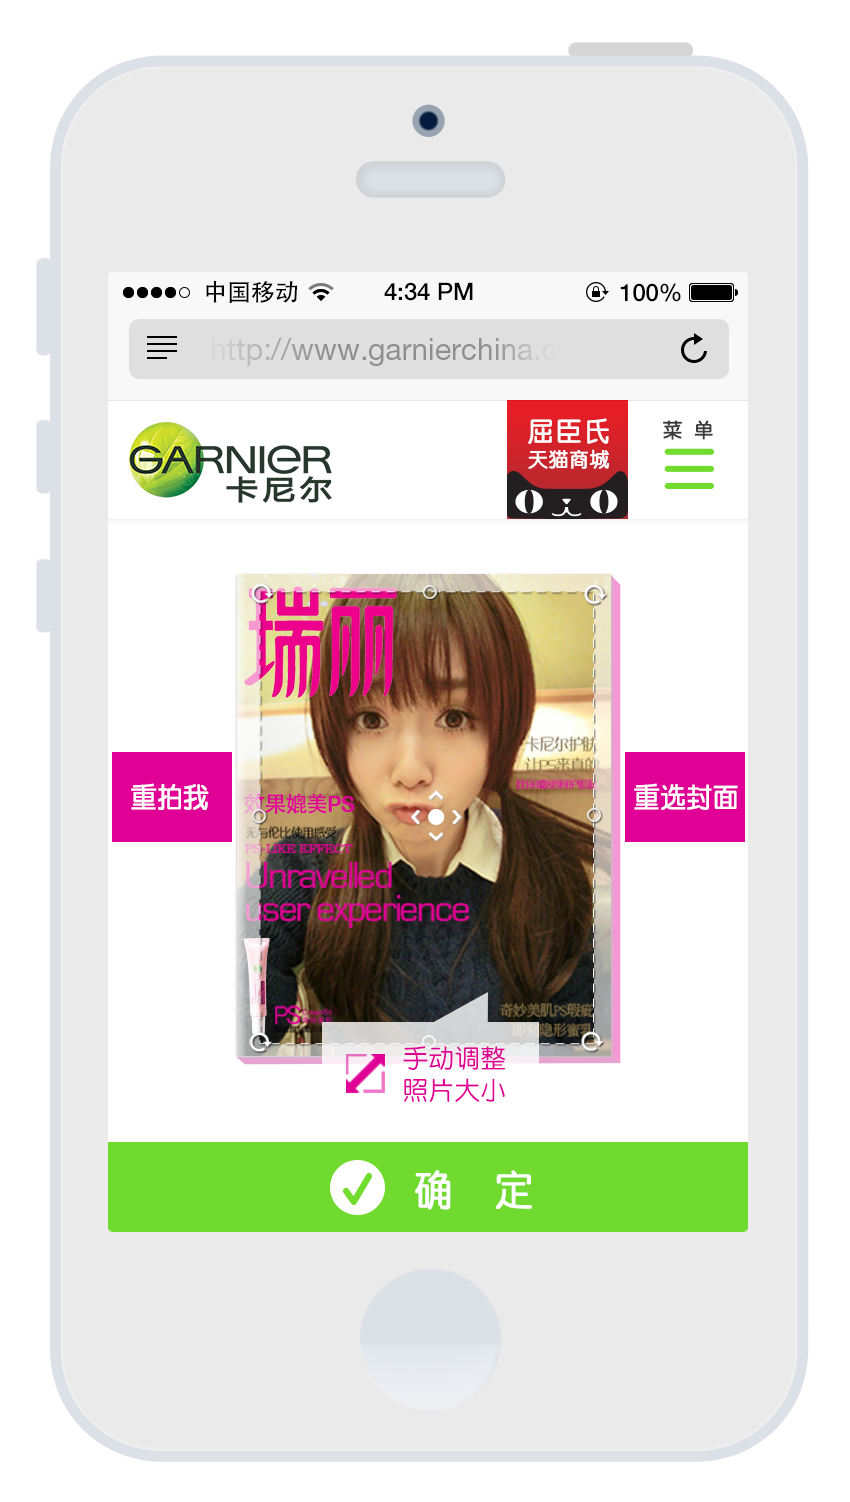 中国移动
4:34 PM
100%
http://www.garnierchina.c
GARNIER
卡尼尔
屈臣氏
天猫商城
菜 单
瑞丽
卡尼尔护肤
让PS来真的
重拍我
重选封面
效果媲美PS
无与伦比使用感受
PS-LIKE EFFECT
Unravelled
user experience
PS
奇妙美肌PS瑕疵
即刻隐形蜜乳
手动调整
照片大小
确 定